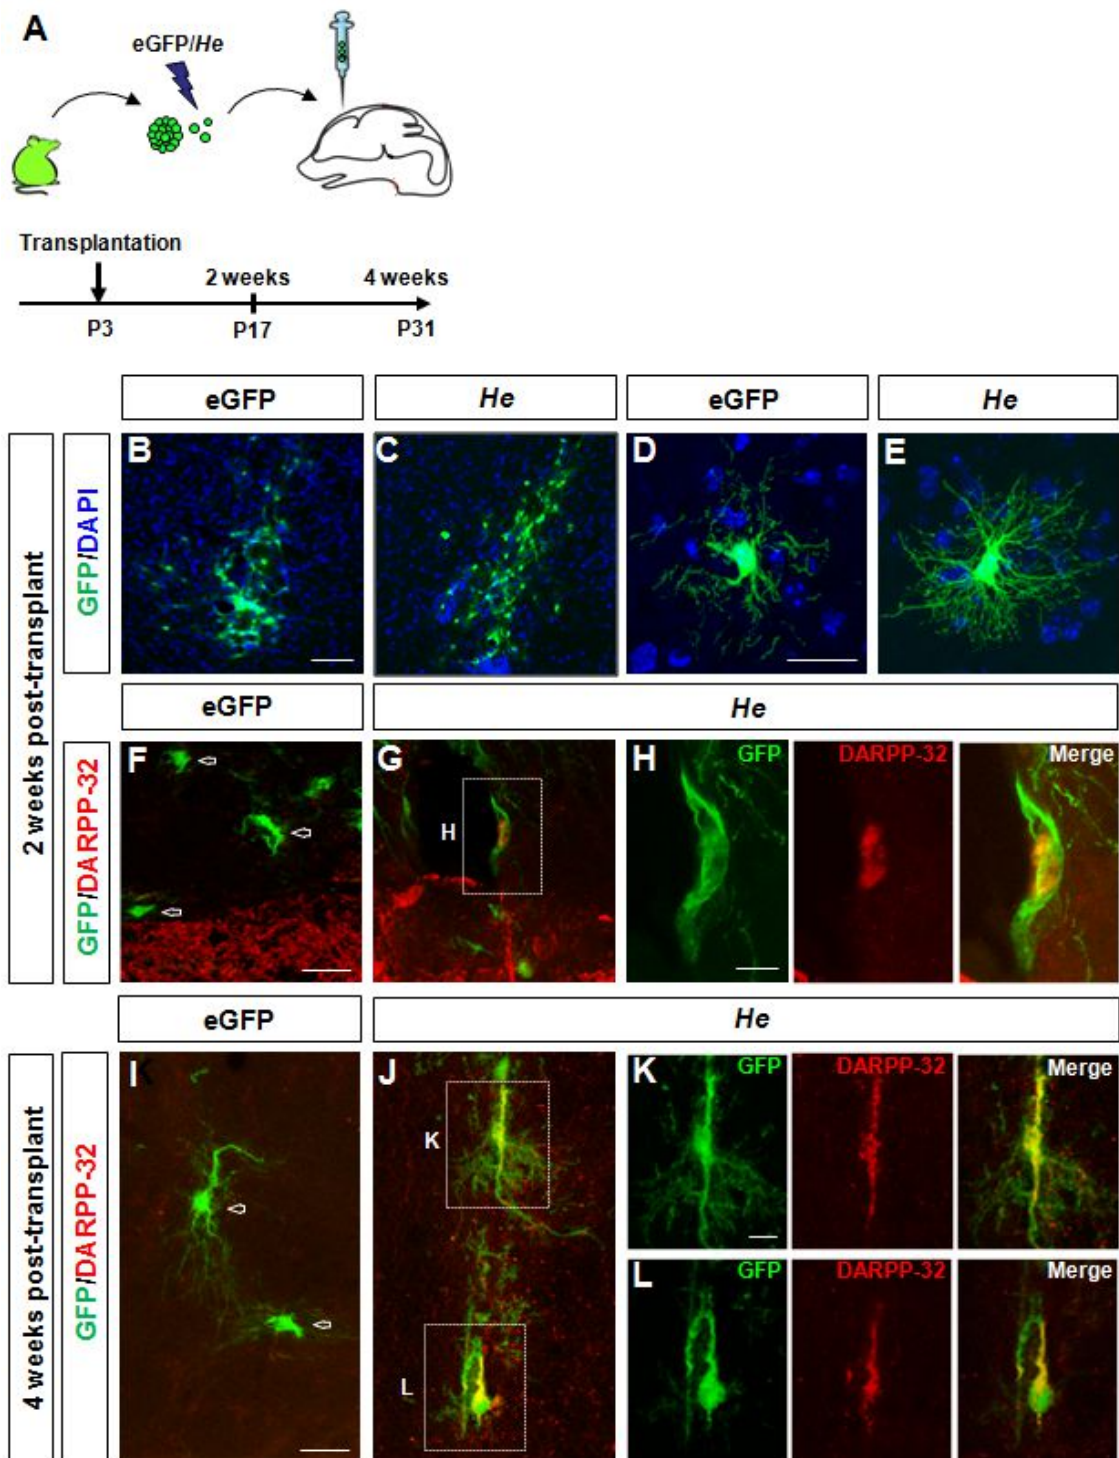 A
eGFP/He
Transplantation
2 weeks
4 weeks
P3
P17
P31
eGFP
He
eGFP
He
2 weeks post-transplant
GFP/DAPI
B
C
D
E
eGFP
He
GFP/DARPP-32
F
G
H
H
GFP
DARPP-32
Merge
eGFP
He
4 weeks post-transplant
GFP/DARPP-32
I
J
K
L
K
GFP
DARPP-32
Merge
L
GFP
DARPP-32
Merge